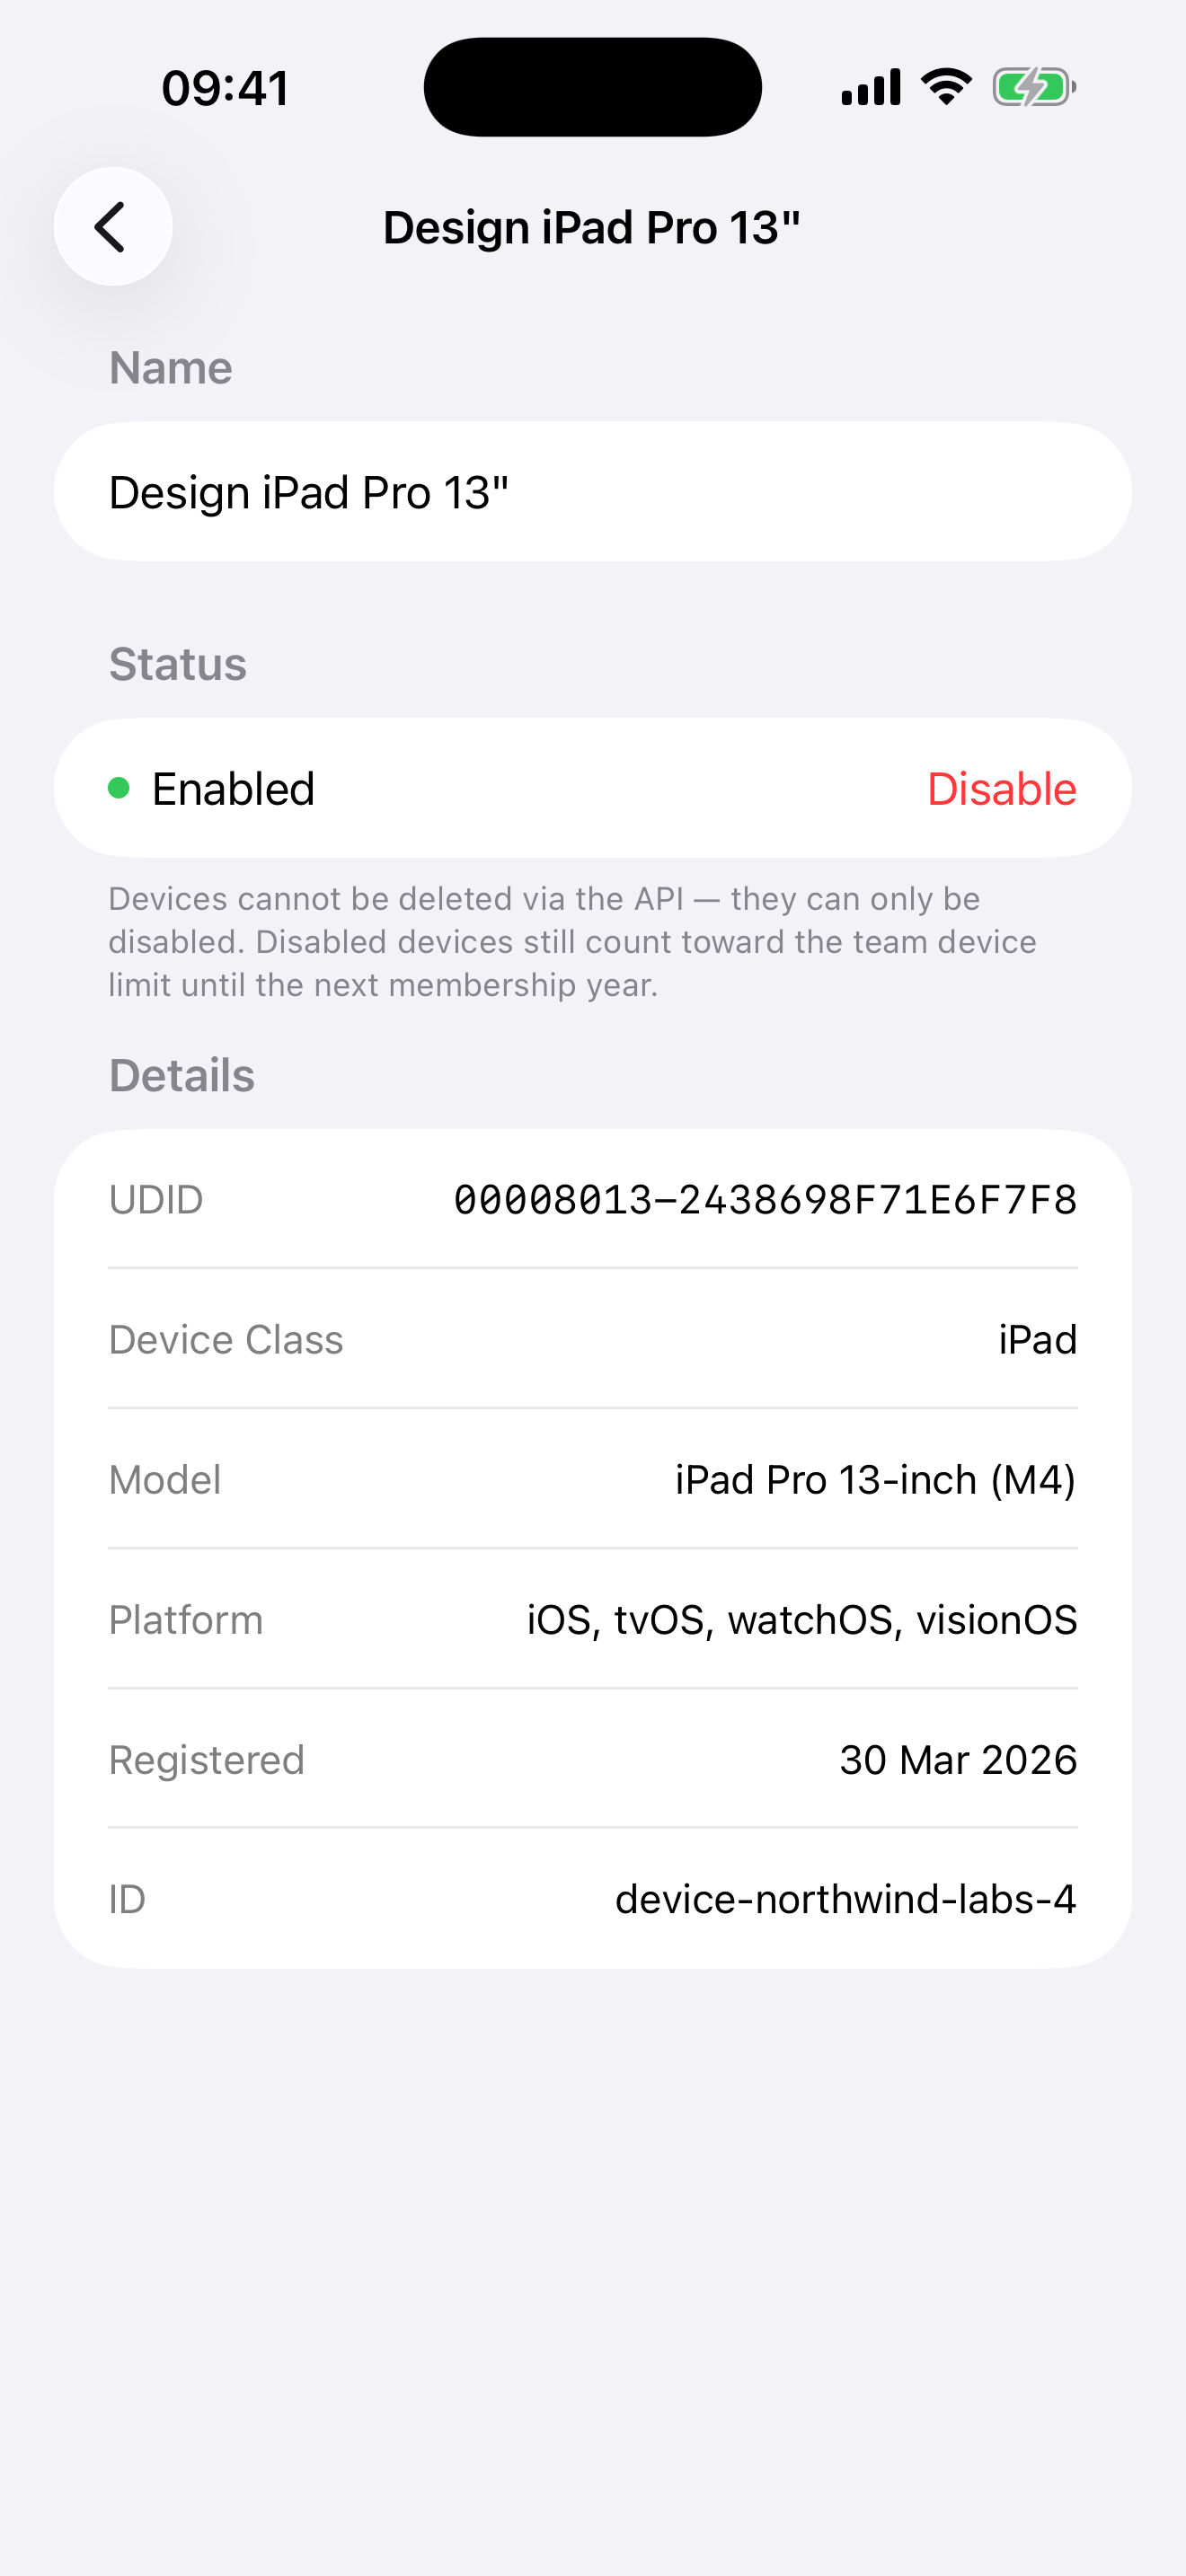 09:41
Design iPad Pro 13"
Name
Design iPad Pro 13"
Status
Enabled
Disable
Devices cannot be deleted via the API — they can only be
disabled. Disabled devices still count toward the team device
limit until the next membership year.
Details
UDID
00008013-2438698F71E6F7F8
Device Class
iPad
Model
iPad Pro 13-inch (M4)
Platform
iOS, tvOS, watchOS, visionOS
Registered
30 Mar 2026
ID
device-northwind-labs-4